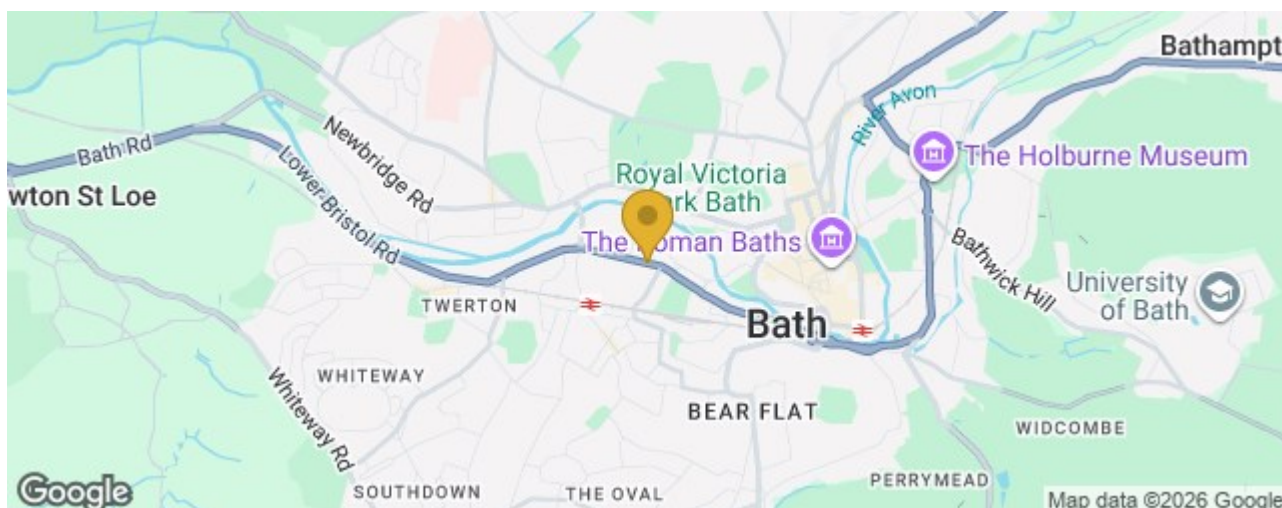 Bathampt
River Avon
Newbridge Rd
Bath Rd
The Holburne Museum
Royal Victoria
rk Bath
wton St Loe
Lower Bristol Rd
The Roman Baths
Bathwick Hill
University
of Bath
TWERTON
Bath
WHITEWAY
Whiteway Rd
BEAR FLAT
WIDCOMBE
PERRYMEAD
SOUTHDOWN
THE OVAL
Google
Map data ©2026 Google